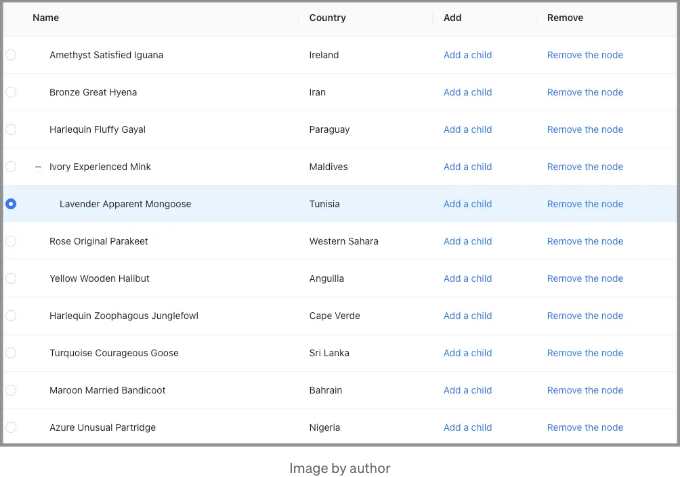 Name Country Add Remove
Amethyst Satisfied Iguana Ireland Add a child Remove the node
Bronze Great Hyena Iran Add a child Remove the node
Harlequin Fluffy Gayal Paraguay Add a child Remove the node
Ivory Experienced Mink Maldives Add a child Remove the node
Lavender Apparent Mongoose Tunisia Add a child Remove the node
Rose Original Parakeet Western Sahara Add a child Remove the node
Yellow Wooden Halibut Anguilla Add a child Remove the node
Harlequin Zoophagous Junglefowl Cape Verde Add a child Remove the node
Turquoise Courageous Goose Sri Lanka Add a child Remove the node
Maroon Married Bandicoot Bahrain Add a child Remove the node
Azure Unusual Partridge Nigeria Add a child Remove the node
Image by author